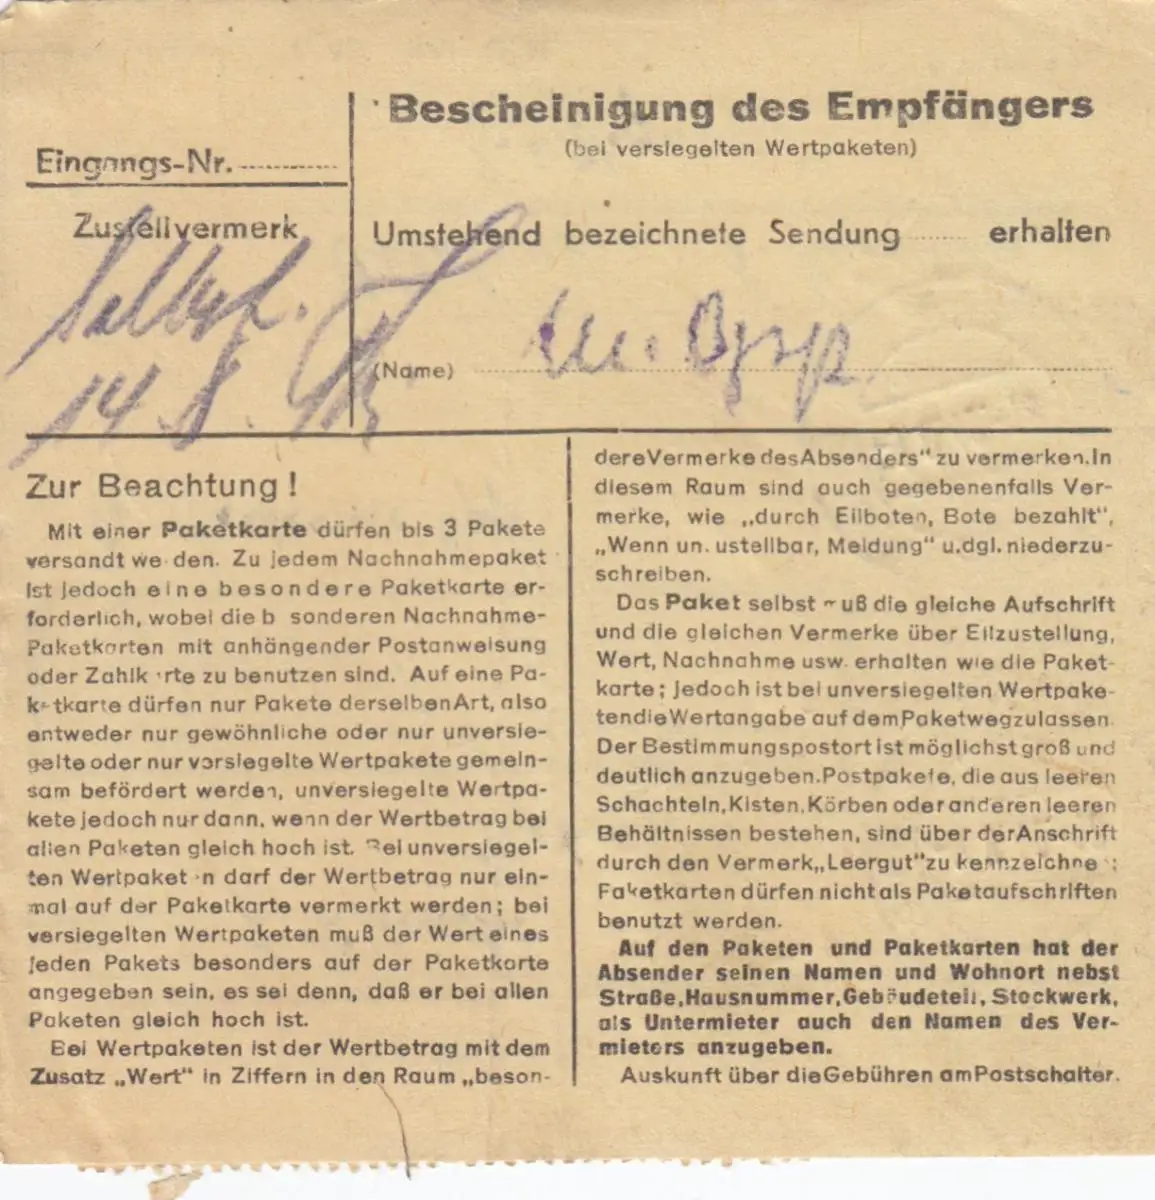 Bescheinigung des Empfängers
(bei versiegelten Wertpaketen)
Eingangs-Nr.
Zustellvermerk
Umstehend bezeichnete Sendung erhalten
14. 8.
(Name)
Zur Beachtung!
Mit einer Paketkarte dürfen bis 3 Pakete
versandt we den. Zu jedem Nachnahmepaket
ist jedoch eine besondere Paketkarte er-
forderlich, wobei die b sonderen Nachnahme-
Paketkarten mit anhängender Postanweisung
oder Zahlk rte zu benutzen sind. Auf eine Pa-
ketkarte dürfen nur Pakete derselben Art, also
entweder nur gewöhnliche oder nur unversie-
gelte oder nur versiegelte Wertpakete gemein-
sam befördert werden, unversiegelte Wertpa-
kete jedoch nur dann, wenn der Wertbetrag bei
allen Paketen gleich hoch ist. Bei unversiegel-
ten Wertpaket n darf der Wertbetrag nur ein-
mal auf der Paketkarte vermerkt werden; bei
versiegelten Wertpaketen muß der Wert eines
jeden Pakets besonders auf der Paketkarte
angegeben sein, es sei denn, daß er bei allen
Paketen gleich hoch ist.
Bei Wertpaketen ist der Wertbetrag mit dem
Zusatz „Wert" in Ziffern in den Raum „beson-
dere Vermerke des Absenders" zu vermerken. In
diesem Raum sind auch gegebenenfalls Ver-
merke, wie „durch Eilboten, Bote bezahlt",
„Wenn un. ustellbar, Meldung" u.dgl. niederzu-
schreiben.
Das Paket selbst muß die gleiche Aufschrift
und die gleichen Vermerke über Eilzustellung,
Wert, Nachnahme usw. erhalten wie die Paket-
karte; jedoch ist bei unversiegelten Wertpake-
ten die Wertangabe auf dem Paket wegzulassen.
Der Bestimmungspostort ist möglichst groß und
deutlich anzugeben. Postpakete, die aus leeren
Schachteln, Kisten, Körben oder anderen leeren
Behältnissen bestehen, sind über der Anschrift
durch den Vermerk „Leergut" zu kennzeichne ;
Paketkarten dürfen nicht als Paketaufschriften
benutzt werden.
Auf den Paketen und Paketkarten hat der
Absender seinen Namen und Wohnort nebst
Straße, Hausnummer, Gebäudeteil, Stockwerk,
als Untermieter auch den Namen des Ver-
mieters anzugeben.
Auskunft über die Gebühren am Postschalter.